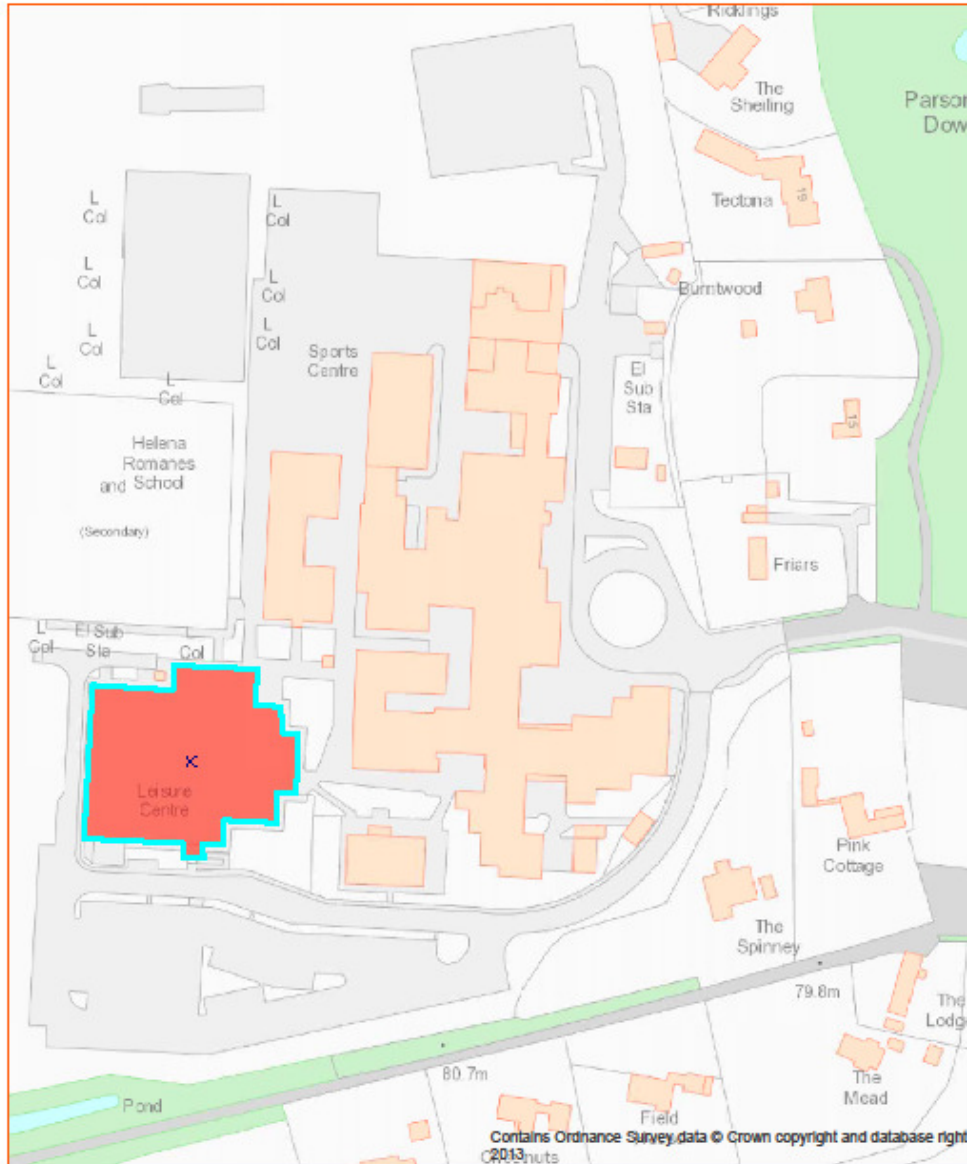 Ricklings
The
Sheiling
Parson
Dow
Tectona
19
L
Col
L
Col
L
Col
L
Col
L
Col
L
Col
L
Col
L
Col
Burntwood
Sports
Centre
El
Sub
Sta
15
Helena
Romanes
and School
(Secondary)
Friars
L
Col
El Sub
Sta
Col
Leisure
Centre
Pink
Cottage
The
Spinney
79.8m
The
Lodge
80.7m
The
Mead
Pond
Field
Contains Ordnance Survey data © Crown copyright and database right
2013